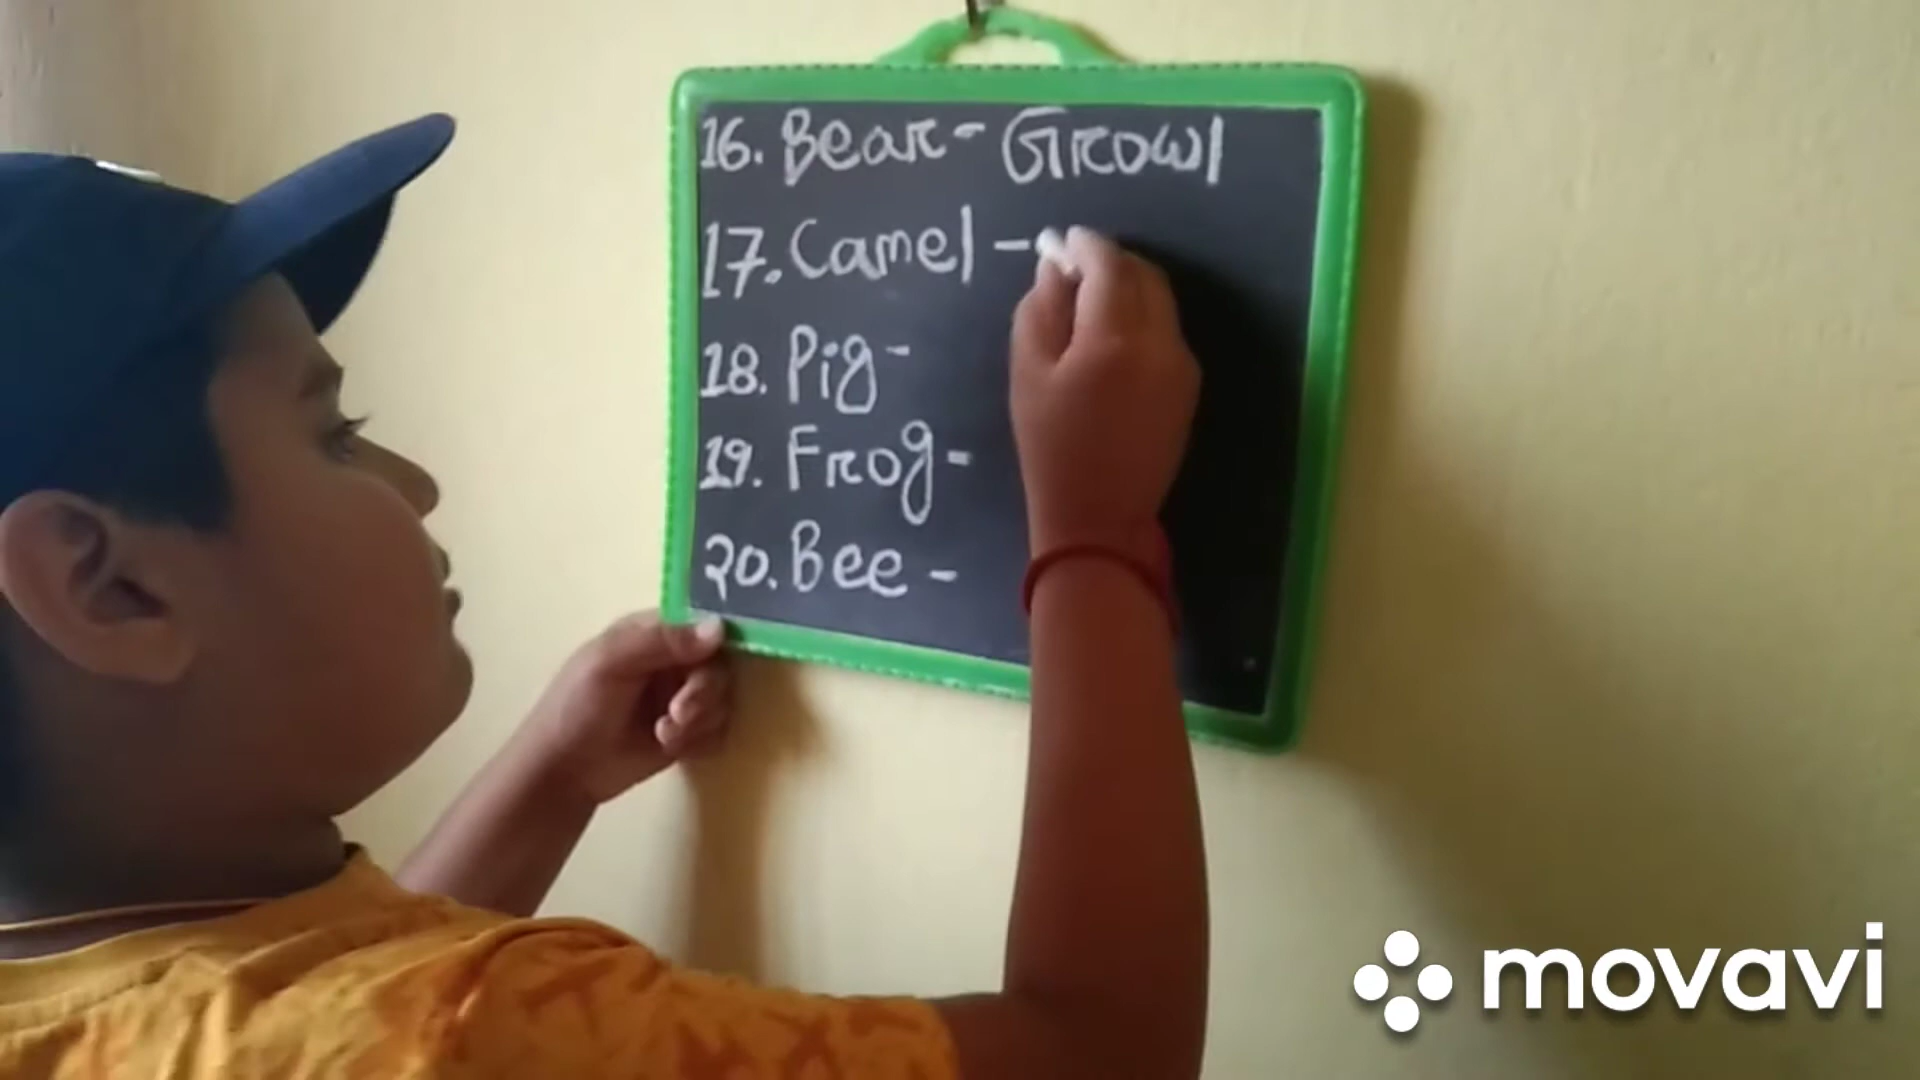 16. Bear - Growl
17. Camel -
18. Pig -
19. Frog -
20. Bee -
movavi